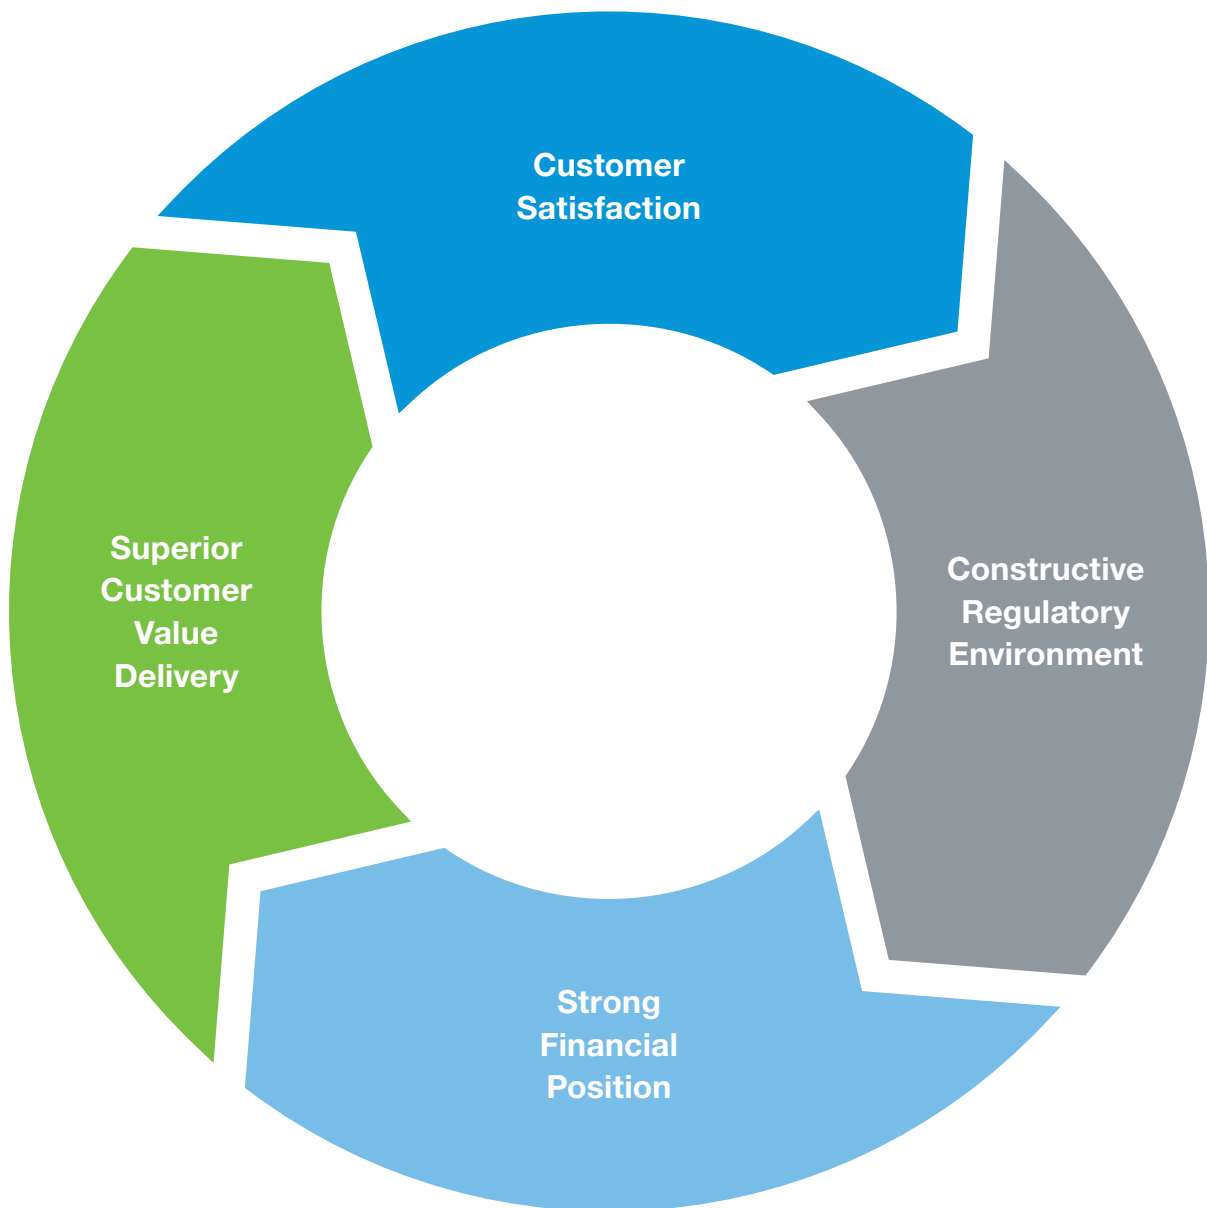 Customer
Satisfaction
Constructive
Regulatory
Environment
Strong
Financial
Position
Superior
Customer
Value
Delivery